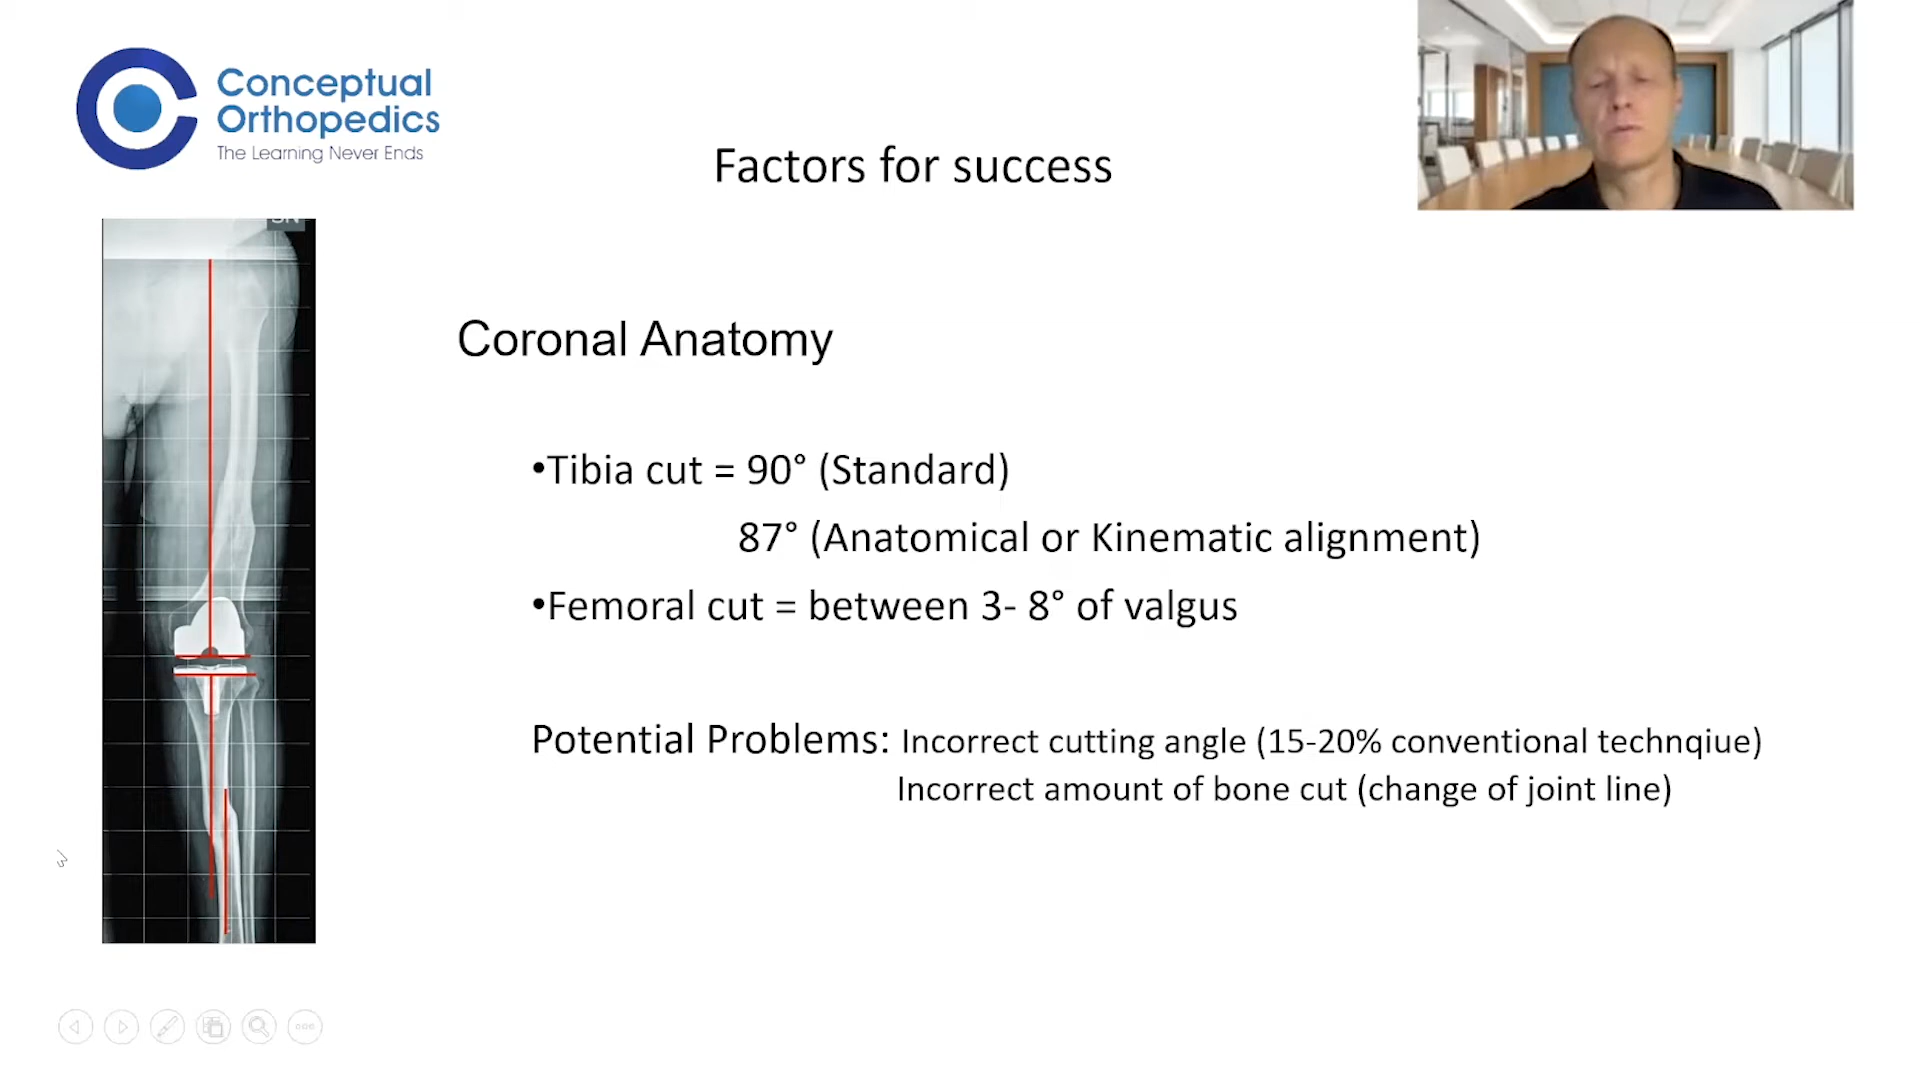 Conceptual
Orthopedics
The Learning Never Ends
Factors for success
Coronal Anatomy
•Tibia cut = 90° (Standard)
87° (Anatomical or Kinematic alignment)
•Femoral cut = between 3- 8° of valgus
Potential Problems: Incorrect cutting angle (15-20% conventional technqiue)
Incorrect amount of bone cut (change of joint line)